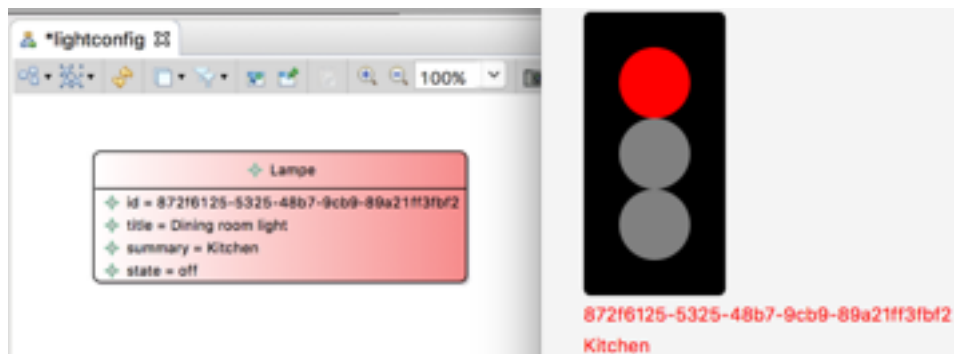 *lightconfig
100%
Lampe
id = 872f6125-5325-48b7-9cb9-89a21ff3fbf2
title = Dining room light
summary = Kitchen
state = off
872f6125-5325-48b7-9cb9-89a21ff3fbf2
Kitchen